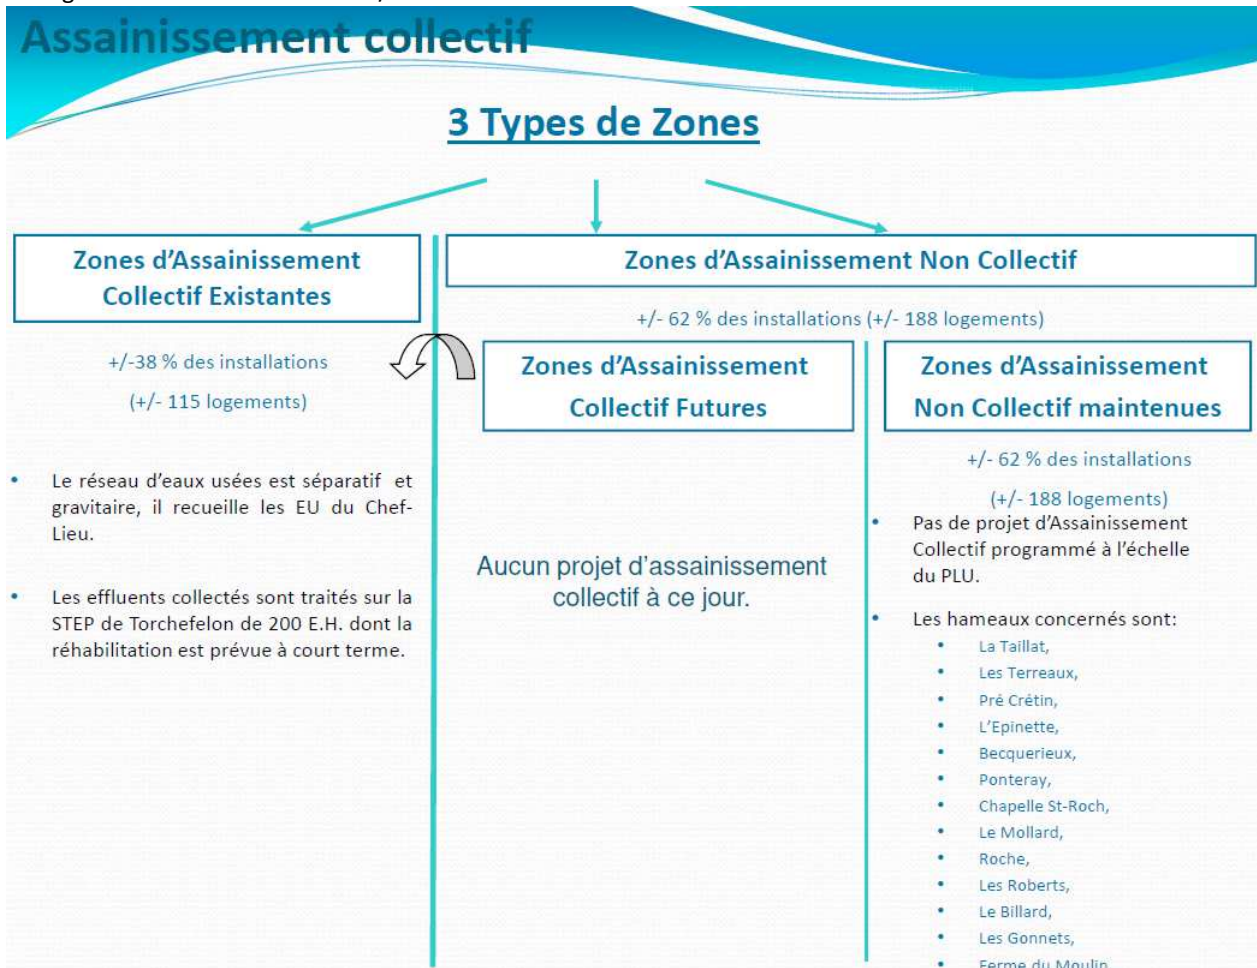 Assainissement collectif
3 Types de Zones
Zones d'Assainissement
Collectif Existantes
+/-38 % des installations
(+/- 115 logements)
• Le réseau d'eaux usées est séparatif et
gravitaire, il recueille les EU du Chef-
Lieu.
• Les effluents collectés sont traités sur la
STEP de Torchefelon de 200 E.H. dont la
réhabilitation est prévue à court terme.
Zones d'Assainissement Non Collectif
+/- 62 % des installations (+/- 188 logements)
Zones d'Assainissement
Collectif Futures
Aucun projet d'assainissement
collectif à ce jour.
Zones d'Assainissement
Non Collectif maintenues
+/- 62 % des installations
(+/- 188 logements)
• Pas de projet d'Assainissement
Collectif programmé à l'échelle
du PLU.
• Les hameaux concernés sont:
• La Taillat,
• Les Terreaux,
• Pré Crétin,
• L'Epinette,
• Becquerieux,
• Ponteray,
• Chapelle St-Roch,
• Le Mollard,
• Roche,
• Les Roberts,
• Le Billard,
• Les Gonnets,
• Ferme du Moulin